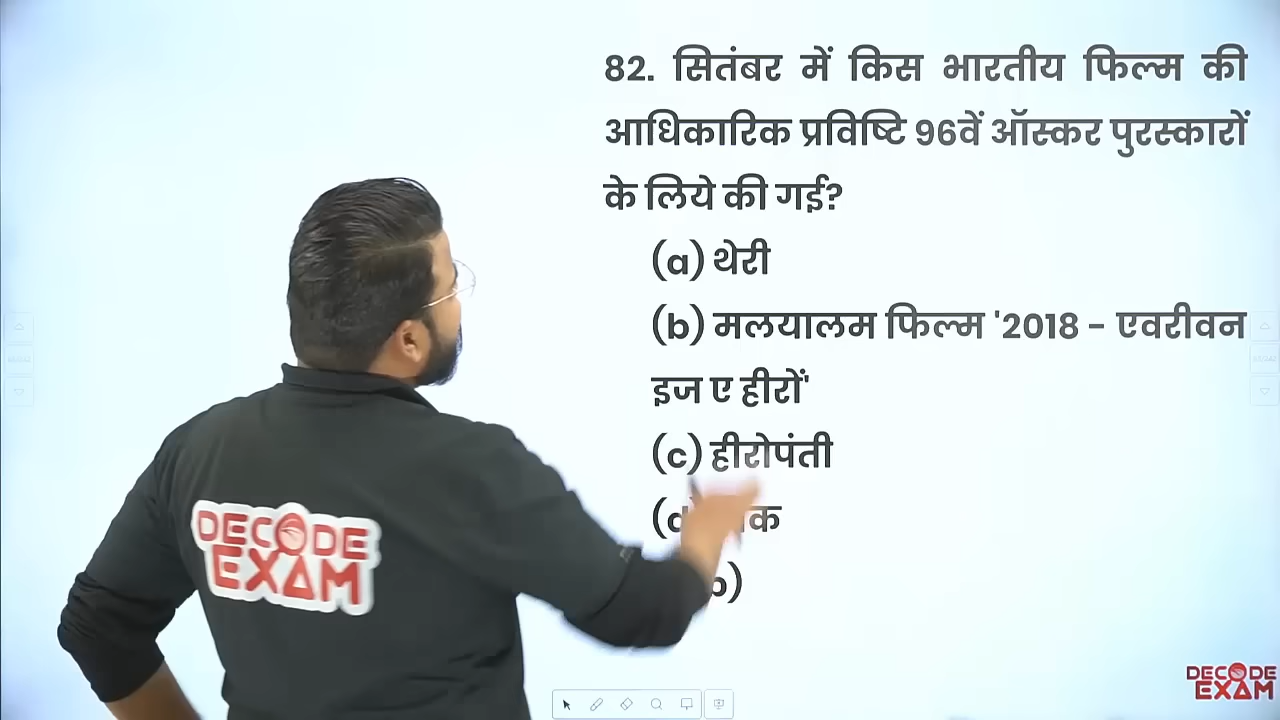 82. सितंबर में किस भारतीय फिल्म की
आधिकारिक प्रविष्टि 96वें ऑस्कर पुरस्कारों
के लिये की गई?
(a) थेरी
(b) मलयालम फिल्म '2018 - एवरीवन
इज ए हीरों'
(c) हीरोपंती
DECODE
EXAM
DECODE
EXAM